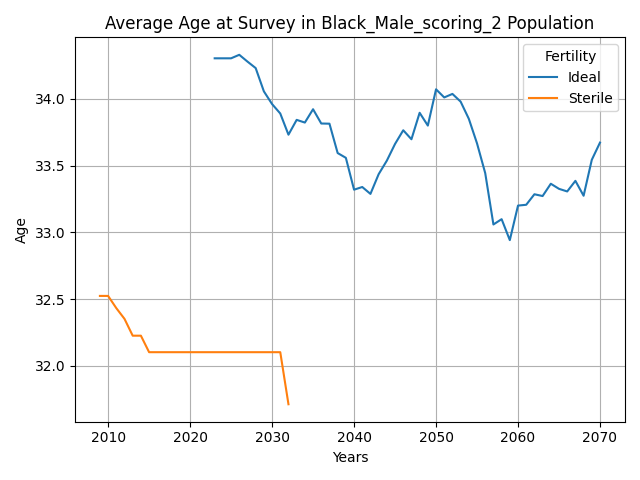 Average Age at Survey in Black_Male_scoring_2 Population
Fertility
Ideal
Sterile
Age
34.0
33.5
33.0
32.5
32.0
2010 2020 2030 2040 2050 2060 2070
Years